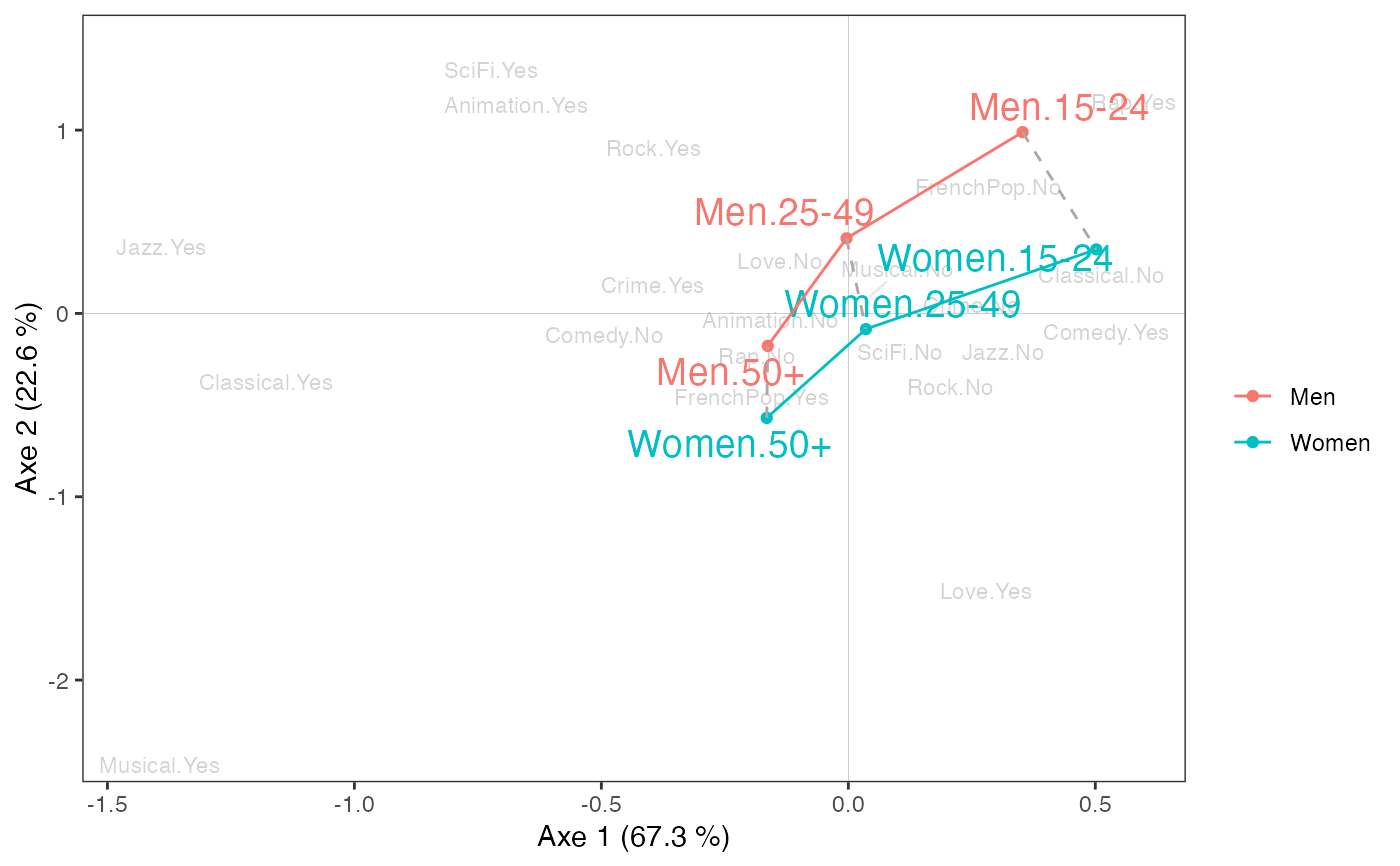 SciFi.Yes
Animation.Yes
Men.15-24
Rap.Yes
1
Rock.Yes
FrenchPop.No
Men.25-49
Jazz.Yes
Love.No
Women.15-24
Musical.No
Classical.No
Crime.Yes
Women.25-49
Crime.No
0
Animation.No
Comedy.No
Comedy.Yes
Rap.No
SciFi.No
Jazz.No
Men.50+
Classical.Yes
Rock.No
FrenchPop.Yes
Women.50+
Men
Women
-1
Love.Yes
-2
Musical.Yes
-1.5
-1.0
-0.5
0.0
0.5
Axe 1 (67.3 %)
Axe 2 (22.6 %)